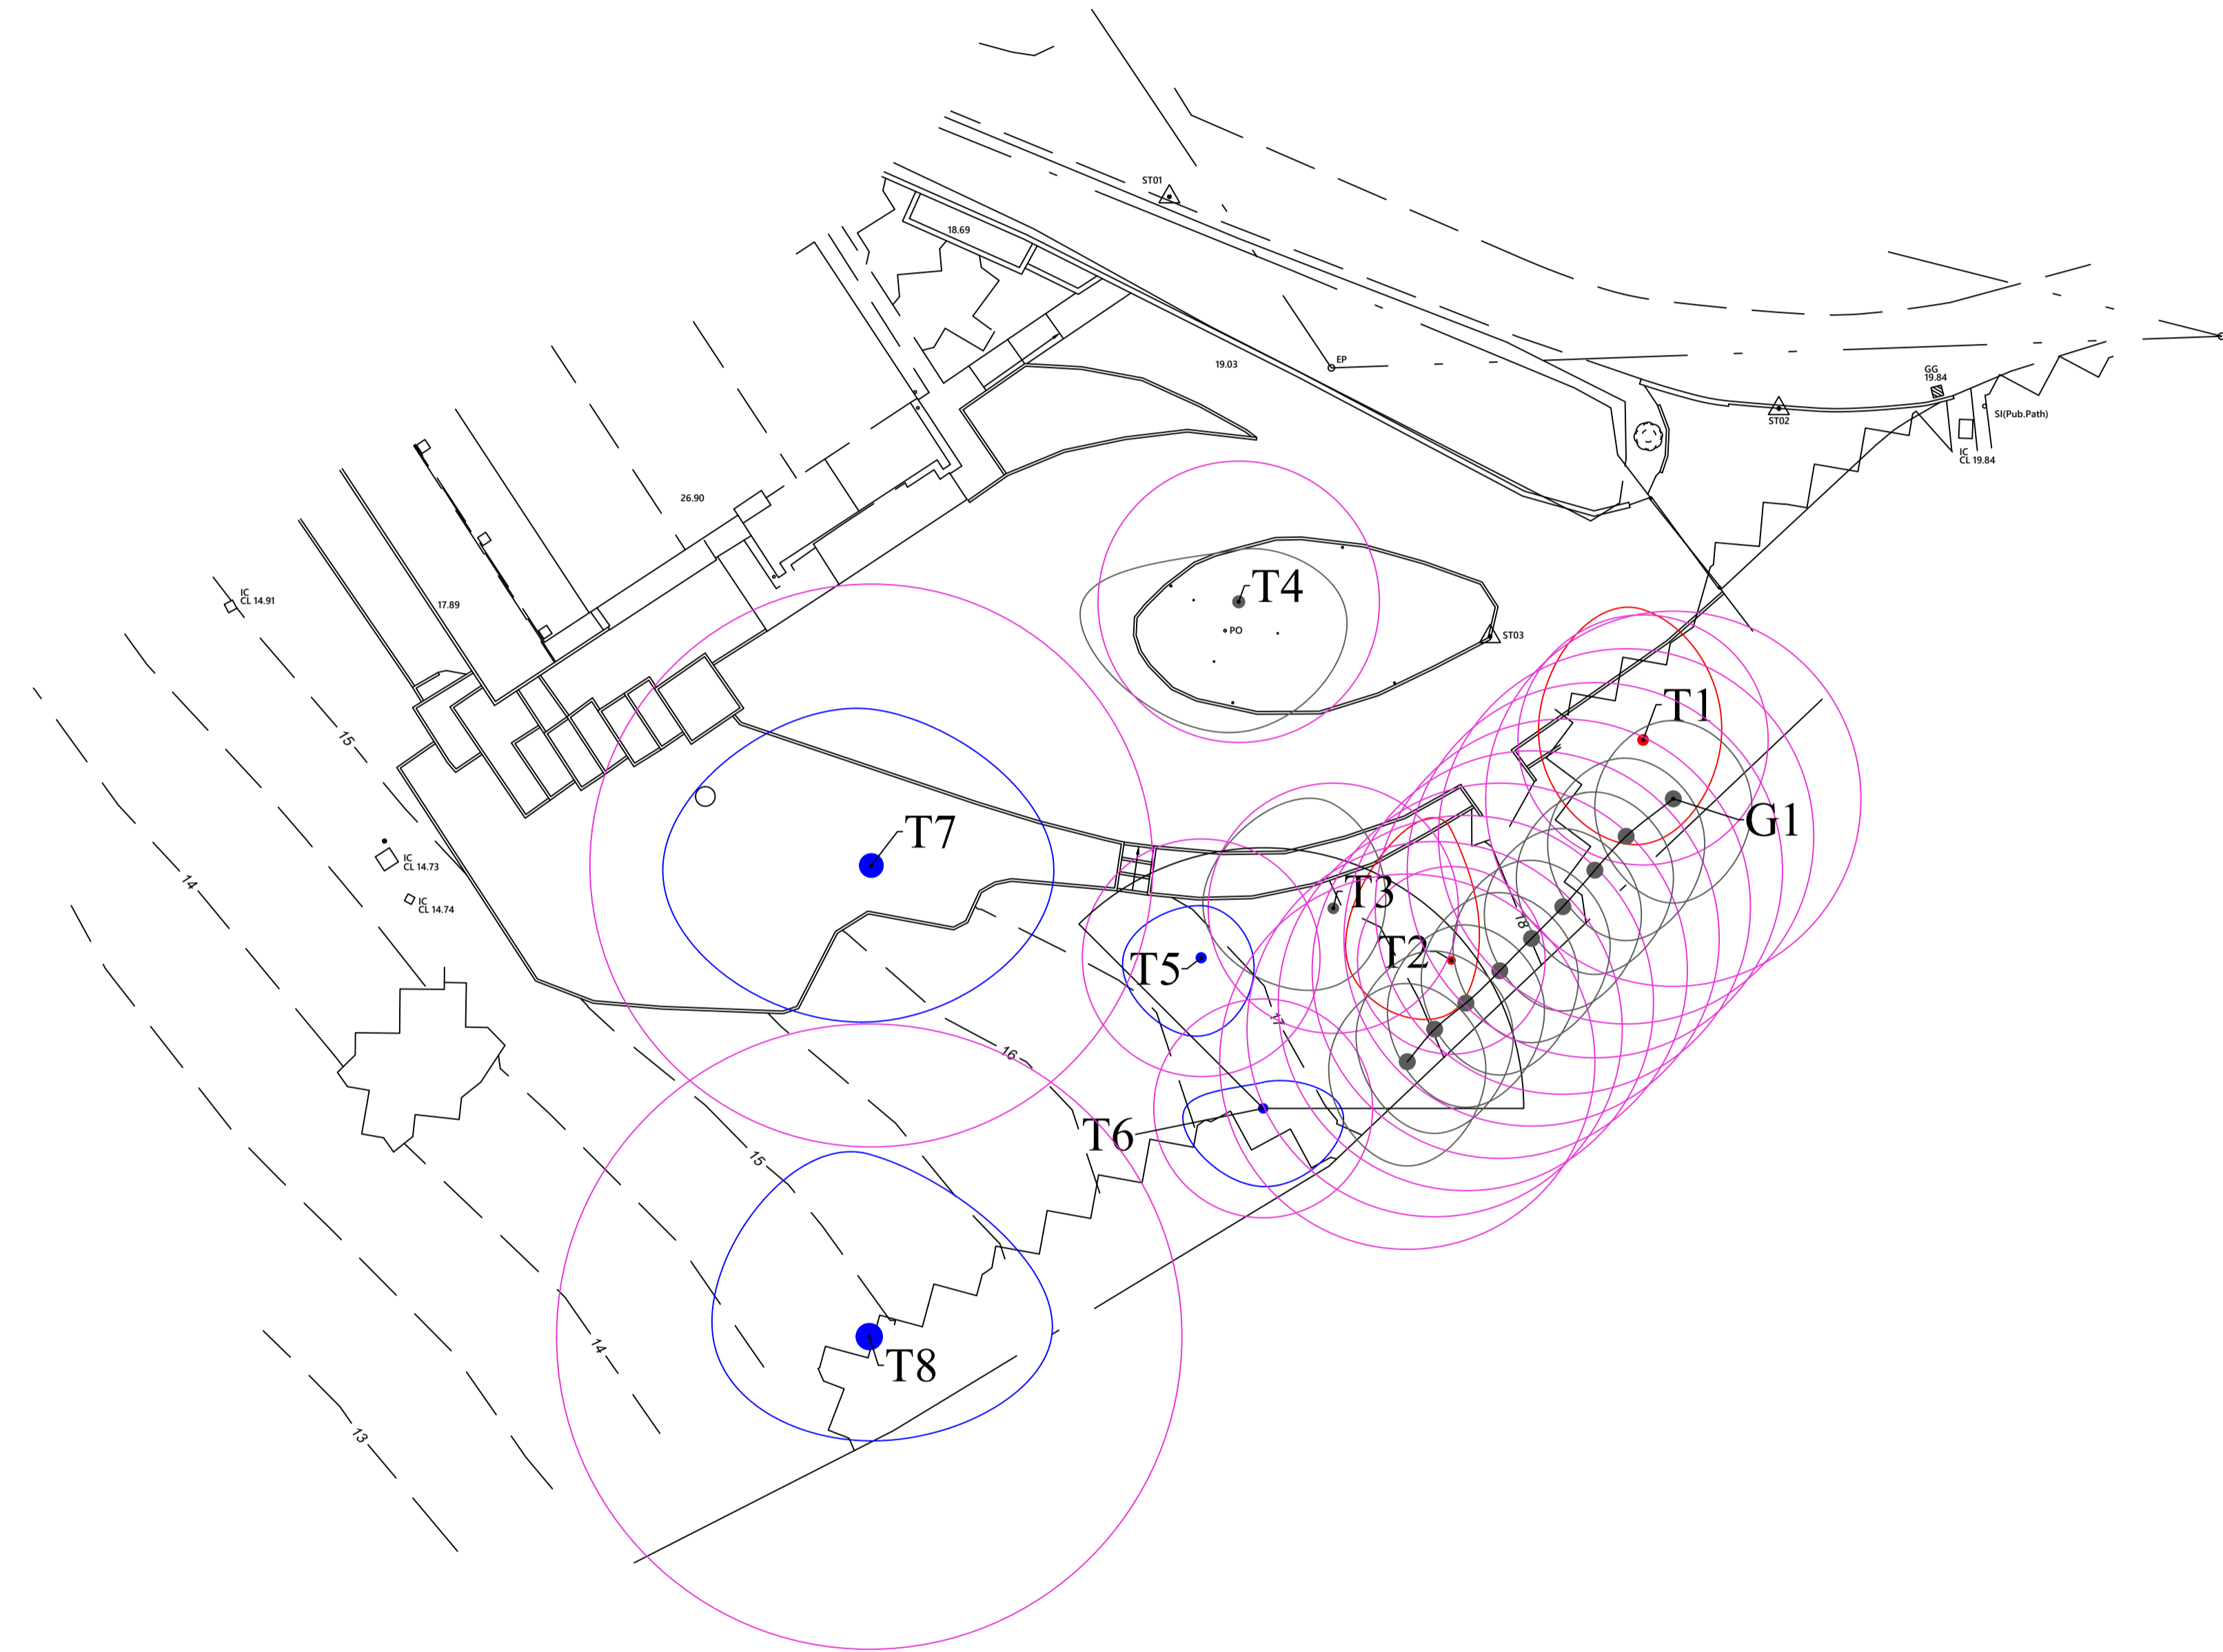 ST01
18.69
EP
19.03
GG
19.84
SI(Pub.Path)
ST02
IC
CL 19.84
26.90
T4
IC
CL 14.91
17.89
PO
ST03
T1
15
G1
T7
IC
CL 14.73
14
T3
IC
CL 14.74
18
T2
T5
17
16
T6
15
14
T8
13